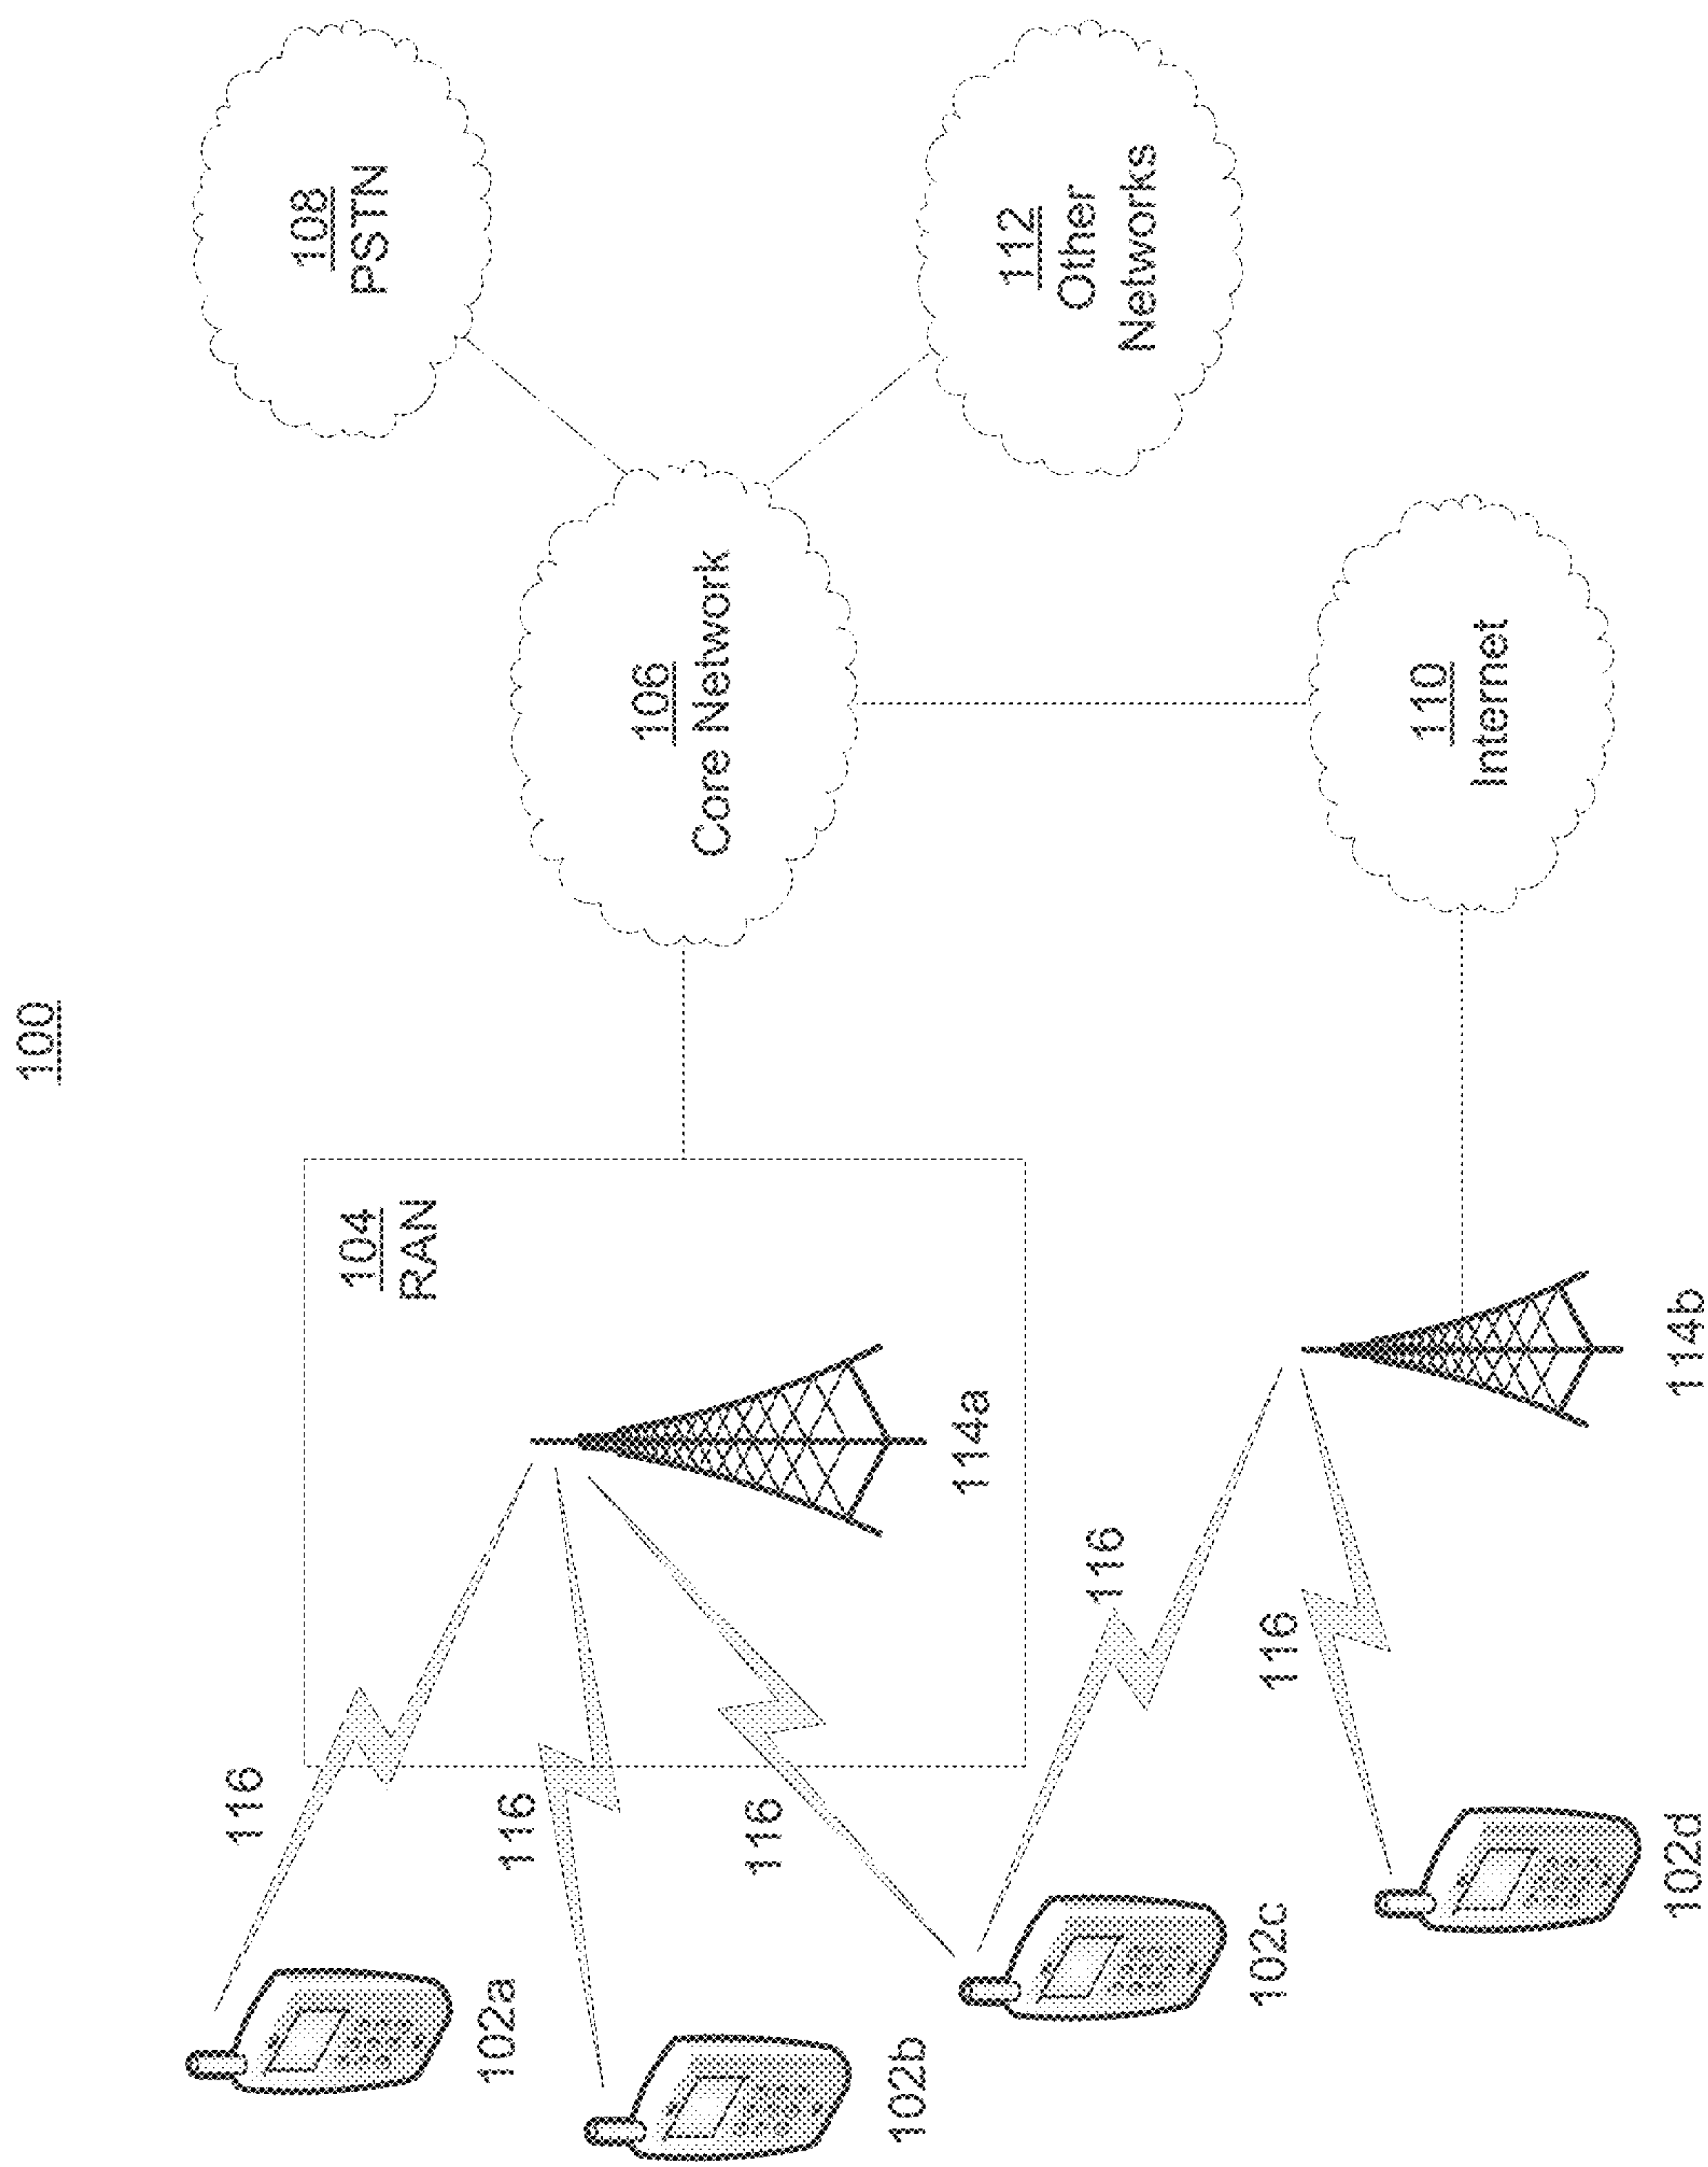 100
108
PSTN
106
Core Network
112
Other
Networks
110
Internet
104
RAN
114a
114b
116
116
116
116
116
102a
102b
102c
102d